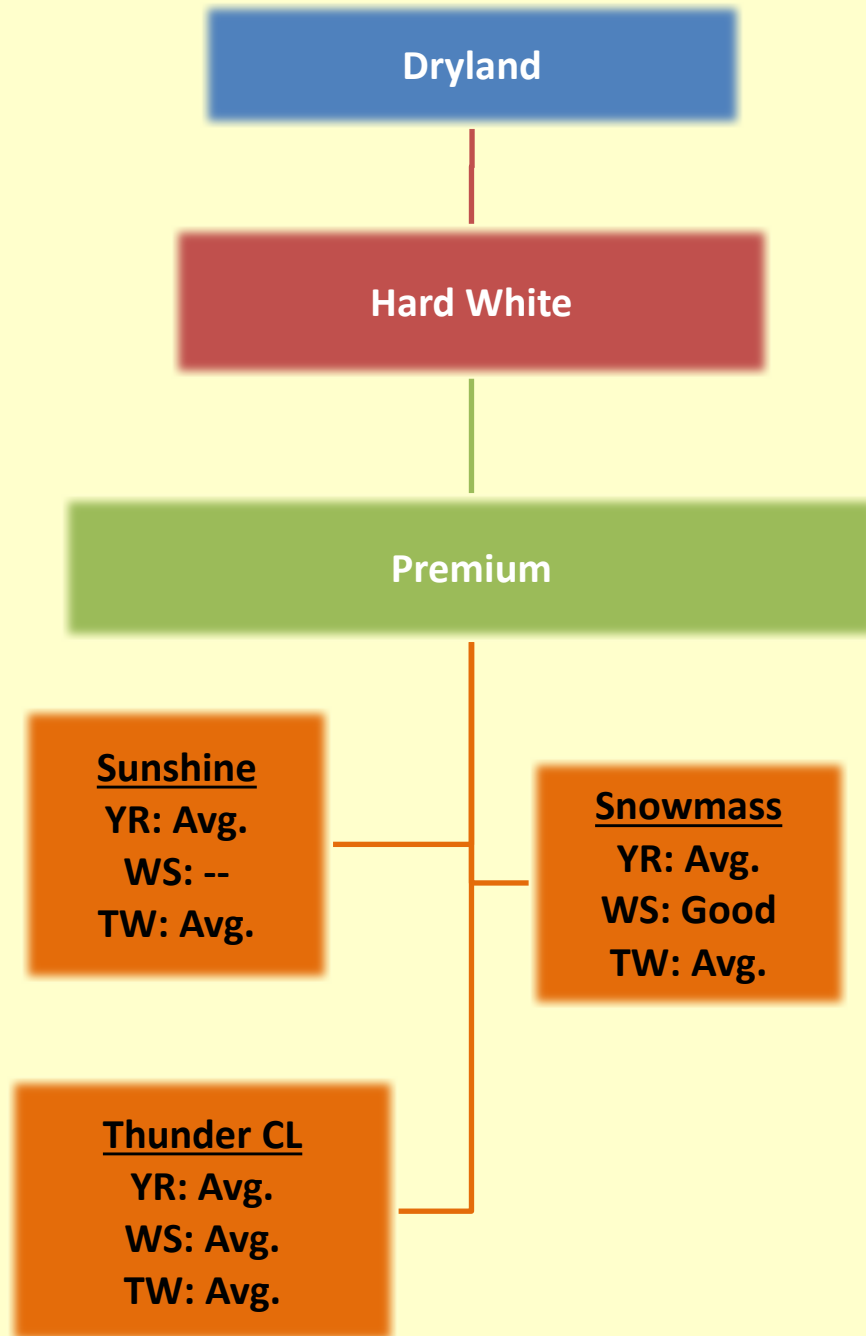 Dryland
Hard White
Premium
Sunshine
YR: Avg.
WS: --
TW: Avg.
Snowmass
YR: Avg.
WS: Good
TW: Avg.
Thunder CL
YR: Avg.
WS: Avg.
TW: Avg.